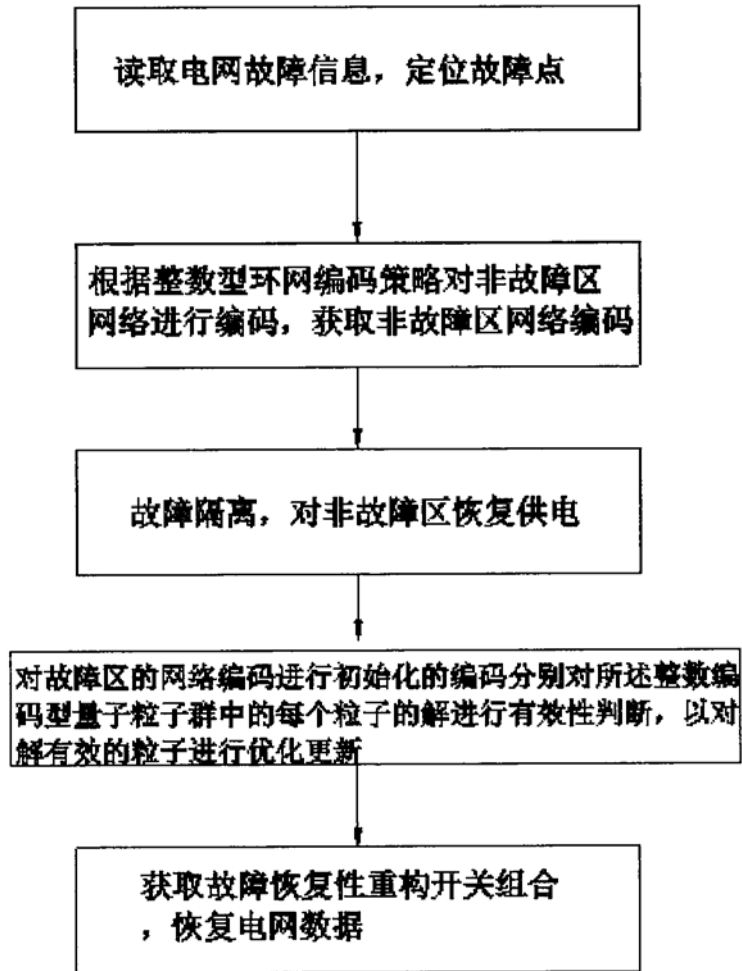 读取电网故障信息，定位故障点
根据整数型环网编码策略对非故障区
网络进行编码，获取非故障区网络编码
故障隔离，对非故障区恢复供电
对故障区的网络编码进行初始化的编码分别对所述整数编
码型量子粒子群中的每个粒子的解进行有效性判断，以对
解有效的粒子进行优化更新
获取故障恢复性重构开关组合
，恢复电网数据